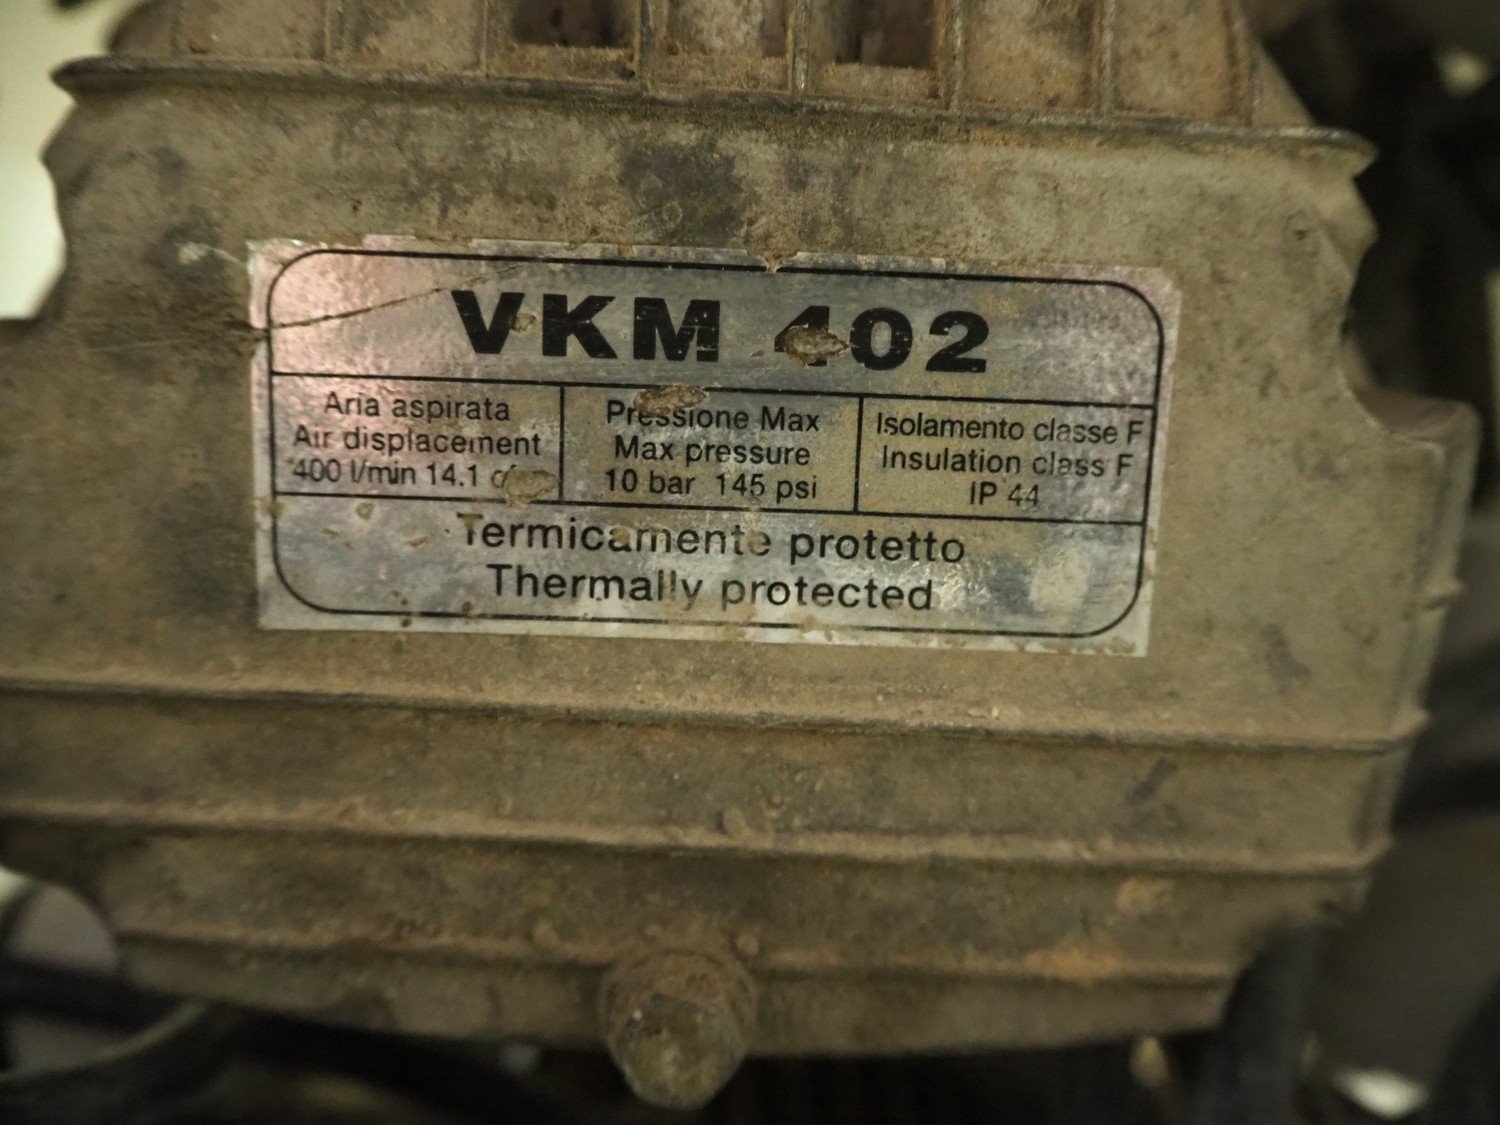 VKM 402
Aria aspirata
Air displacement
400 l/min 14.1
Pressione Max
Max pressure
10 bar 145 psi
Isolamento classe F
Insulation class F
IP 44
Termicamente protetto
Thermally protected